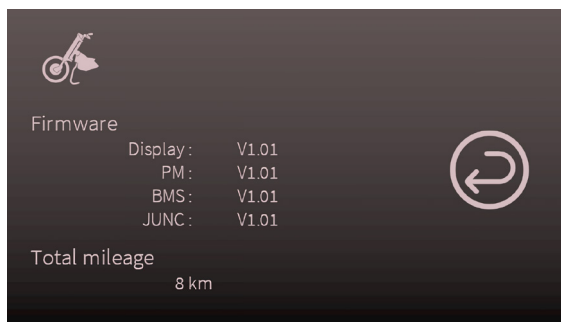 Firmware
Display : V1.01
PM : V1.01
BMS : V1.01
JUNC : V1.01
Total mileage
8 km